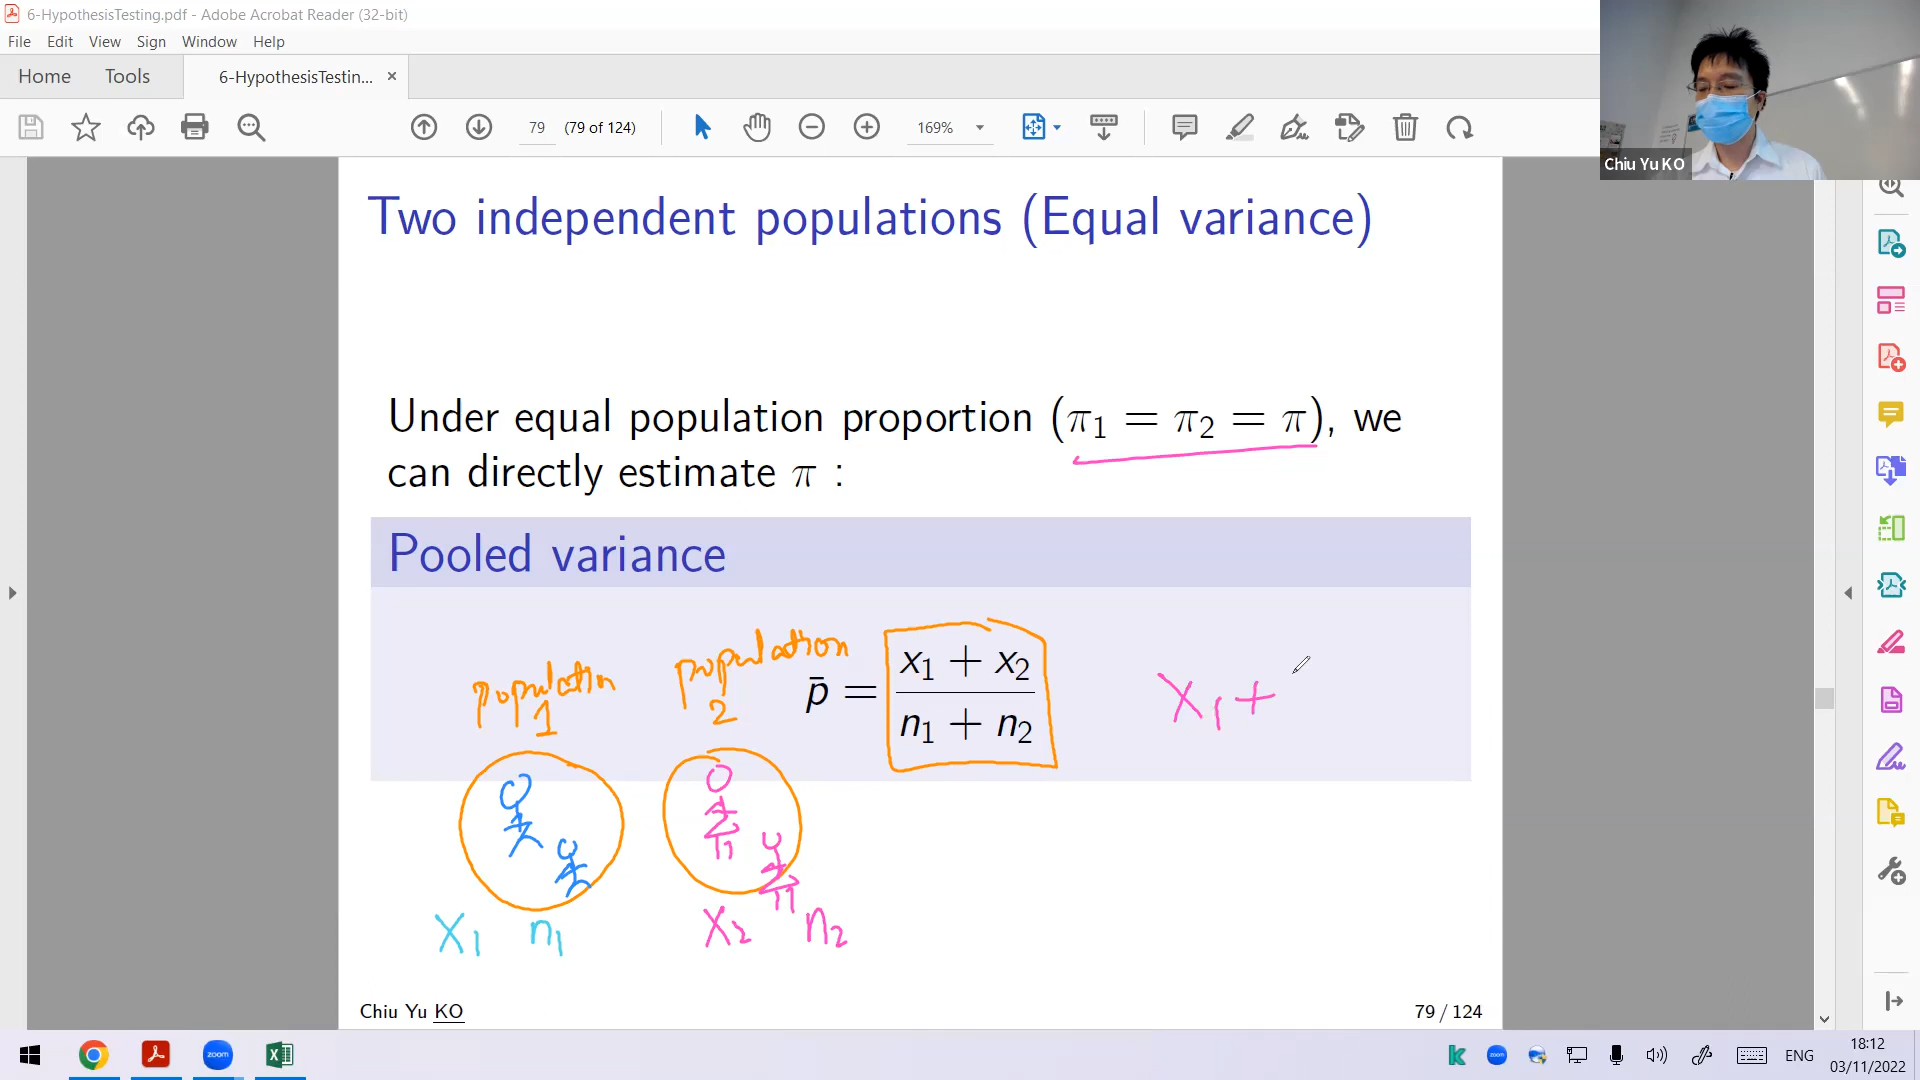 6-HypothesisTesting.pdf - Adobe Acrobat Reader (32-bit)
File Edit View Sign Window Help
Home Tools 6-HypothesisTestin... ×
79 (79 of 124) 169%
Chiu Yu KO
Two independent populations (Equal variance)
Under equal population proportion (π₁ = π₂ = π), we
can directly estimate π :
Pooled variance
population
1
population
2
p̄ = (x₁ + x₂) / (n₁ + n₂)
X₁ +
X₁ n₁
X₂ n₂
Chiu Yu KO
79 / 124
zoom
zoom
ENG
18:12
03/11/2022